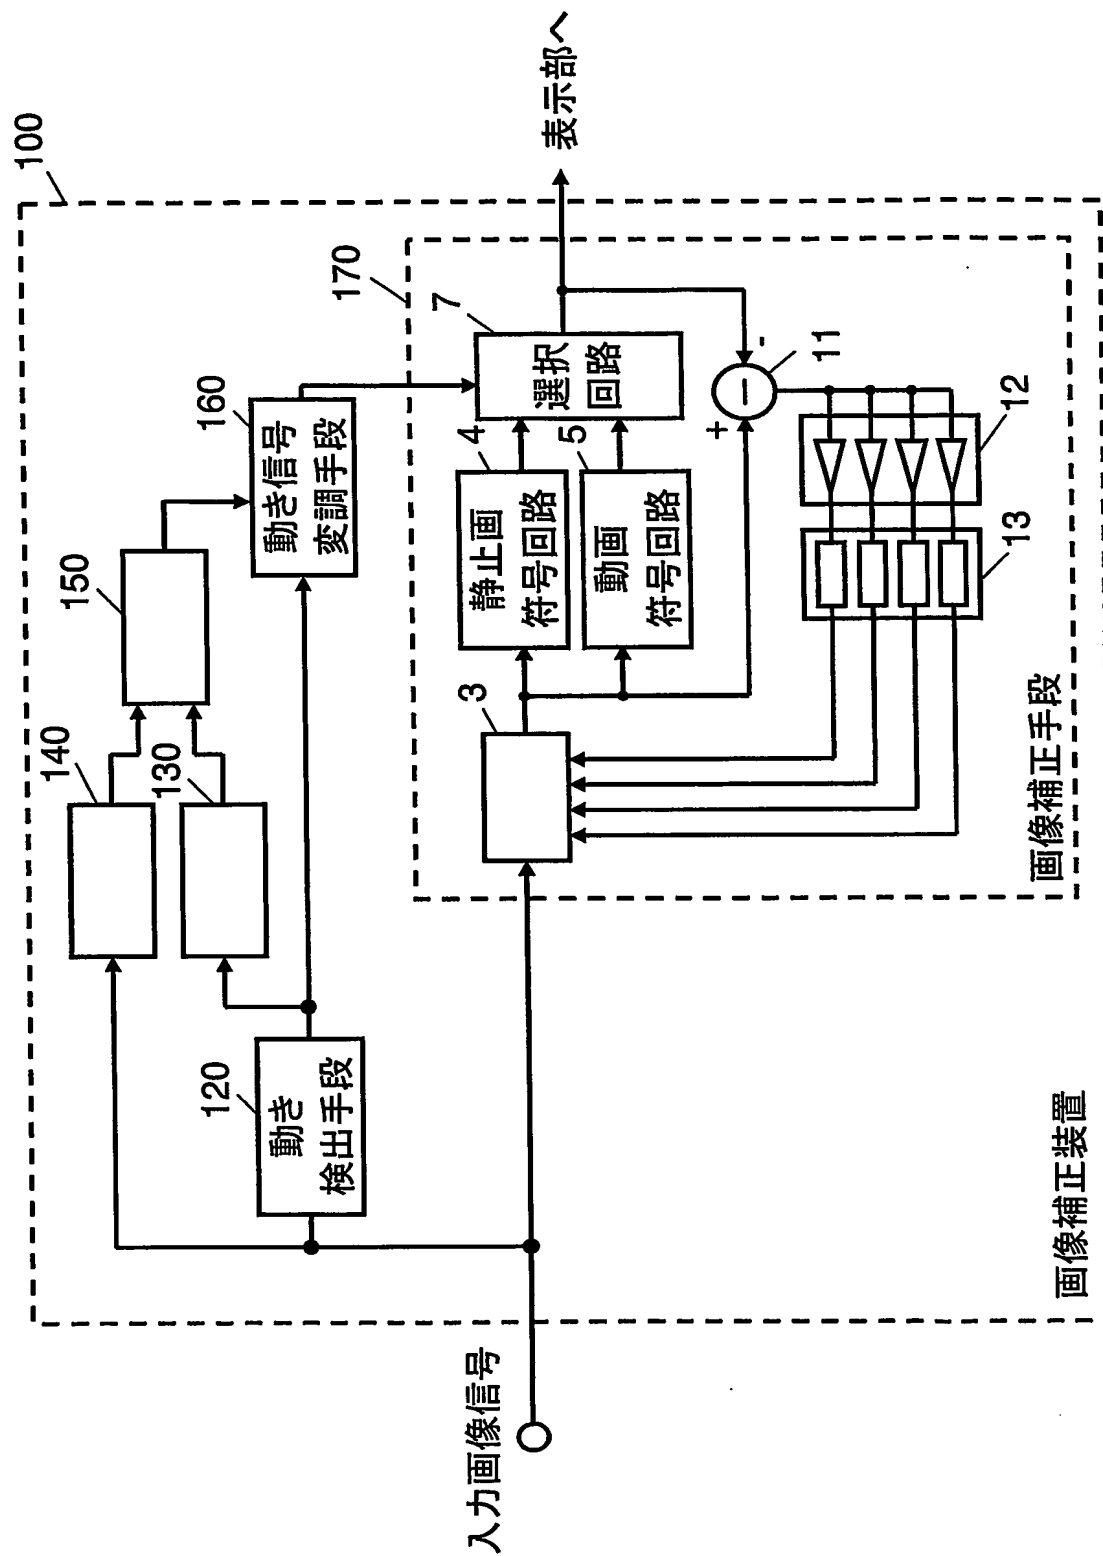 100
140
150
160
動き信号
変調手段
130
120
動き
検出手段
170
7
選択
回路
4
静止画
符号回路
5
動画
符号回路
3
+
-
−
11
12
13
画像補正手段
画像補正装置
入力画像信号
表示部へ